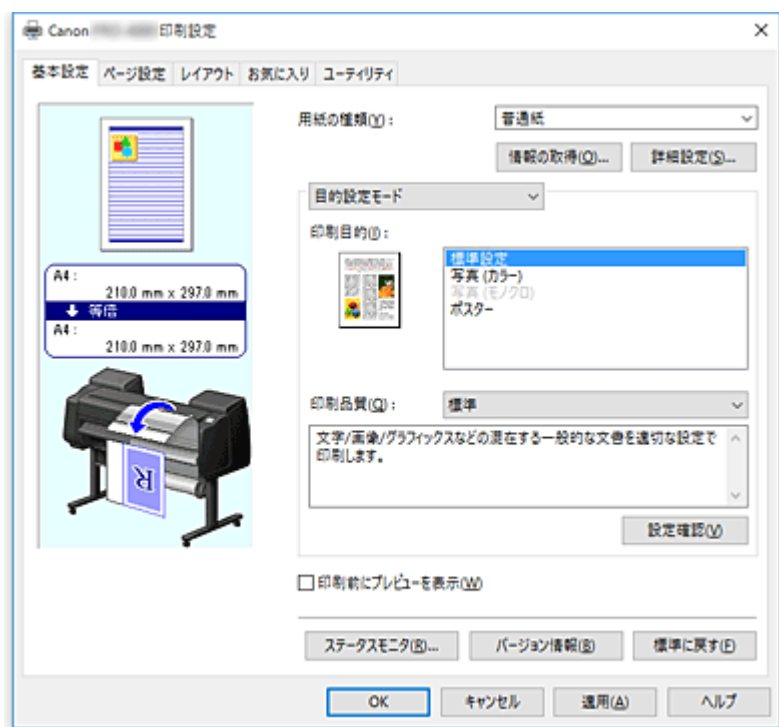 Canon 印刷設定
基本設定 ページ設定 レイアウト お気に入り ユーティリティ
用紙の種類(Y): 普通紙
情報の取得(O)... 詳細設定(S)...
目的設定モード
印刷目的(I):
標準設定
写真 (カラー)
写真 (モノクロ)
ポスター
A4 :
210.0 mm x 297.0 mm
等倍
A4 :
210.0 mm x 297.0 mm
印刷品質(Q): 標準
文字/画像/グラフィックスなどの混在する一般的な文書を適切な設定で
印刷します。
R
設定確認(V)
印刷前にプレビューを表示(W)
ステータスモニタ(R)... バージョン情報(B) 標準に戻す(F)
OK キャンセル 適用(A) ヘルプ